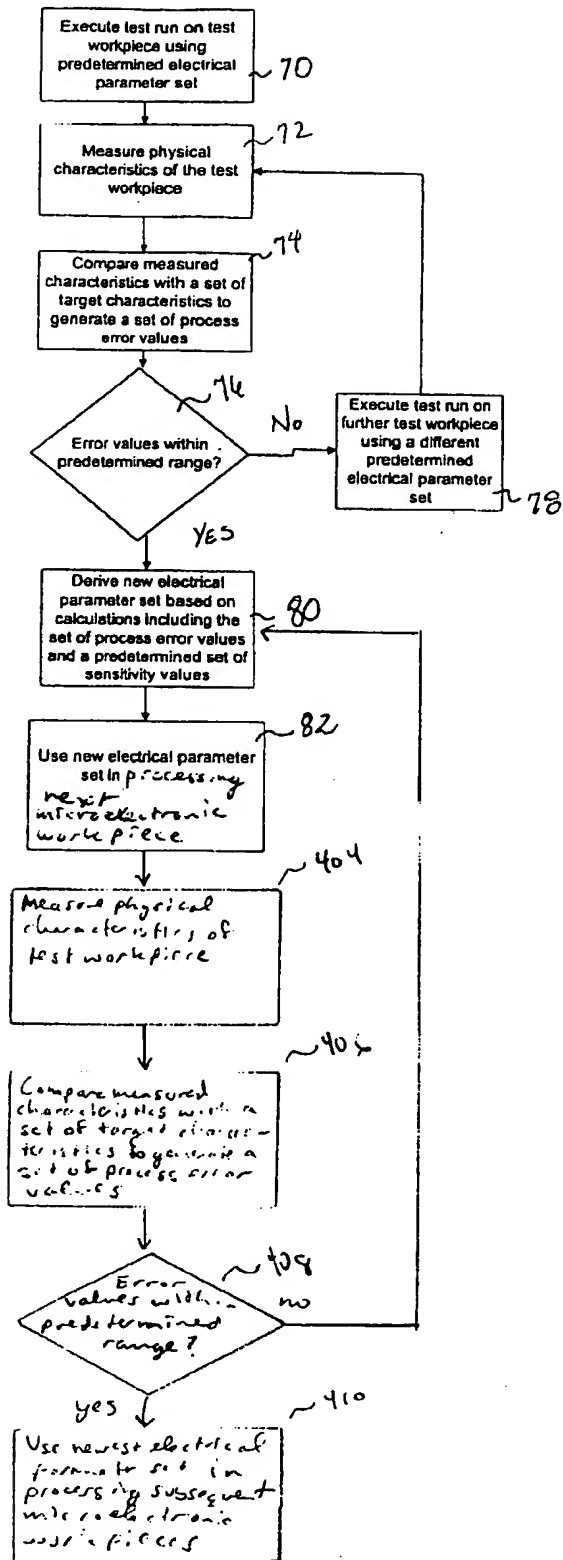 Execute test run on test
workpiece using
predetermined electrical
parameter set
70
72
Measure physical
characteristics of the test
workpiece
74
Compare measured
characteristics with a set of
target characteristics to
generate a set of process
error values
76
Error values within
predetermined range?
No
Execute test run on
further test workpiece
using a different
predetermined
electrical parameter
set
78
YES
Derive new electrical
parameter set based on
calculations including the
set of process error values
and a predetermined set of
sensitivity values
80
82
Use new electrical parameter
set in processing
next
microelectronic
workpiece
404
Measure physical
characteristics of
test workpiece
406
Compare measured
characteristics with a
set of target charac-
teristics to generate a
set of process error
values
408
Error
values within
predetermined
range?
no
yes
410
Use newest electrical
set in
processing subsequent
microelectronic
workpieces